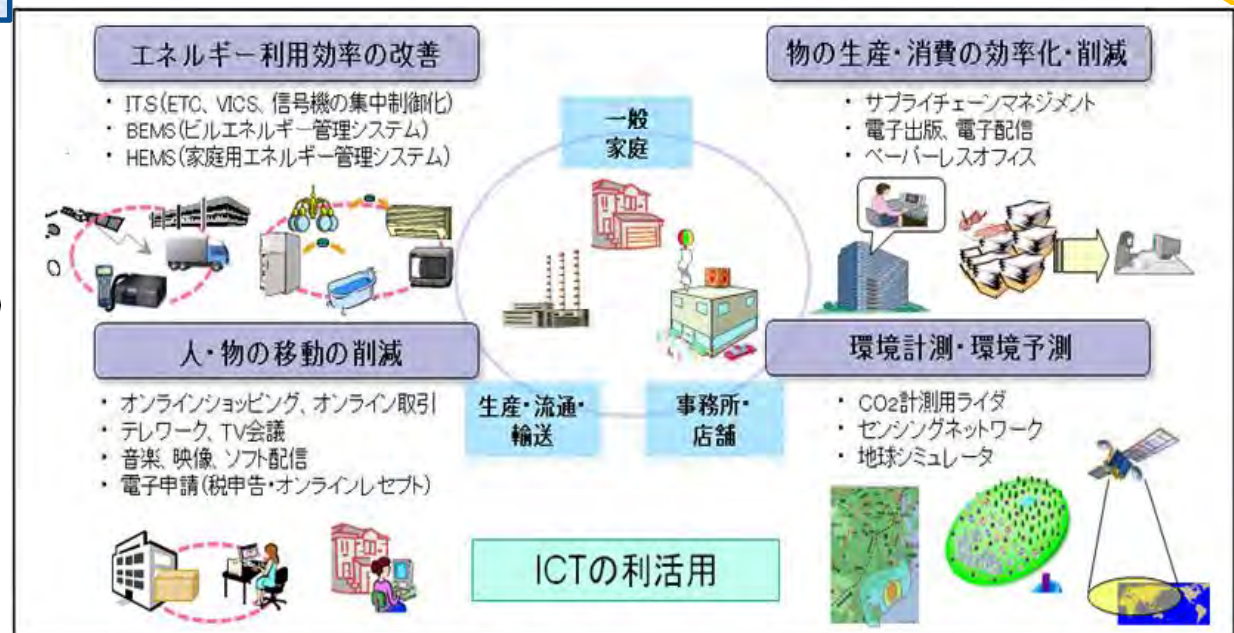 エネルギー利用効率の改善
・ ITS(ETC、VICS、信号機の集中制御化)
・ BEMS(ビルエネルギー管理システム)
・ HEMS(家庭用エネルギー管理システム)
物の生産・消費の効率化・削減
・ サプライチェーンマネジメント
・ 電子出版、電子配信
・ ペーパーレスオフィス
一般
家庭
人・物の移動の削減
・ オンラインショッピング、オンライン取引
・ テレワーク、TV会議
・ 音楽、映像、ソフト配信
・ 電子申請(税申告・オンラインレセプト)
生産・流通・
輸送
事務所・
店舗
環境計測・環境予測
・ CO2計測用ライダ
・ センシングネットワーク
・ 地球シミュレータ
ICTの利活用